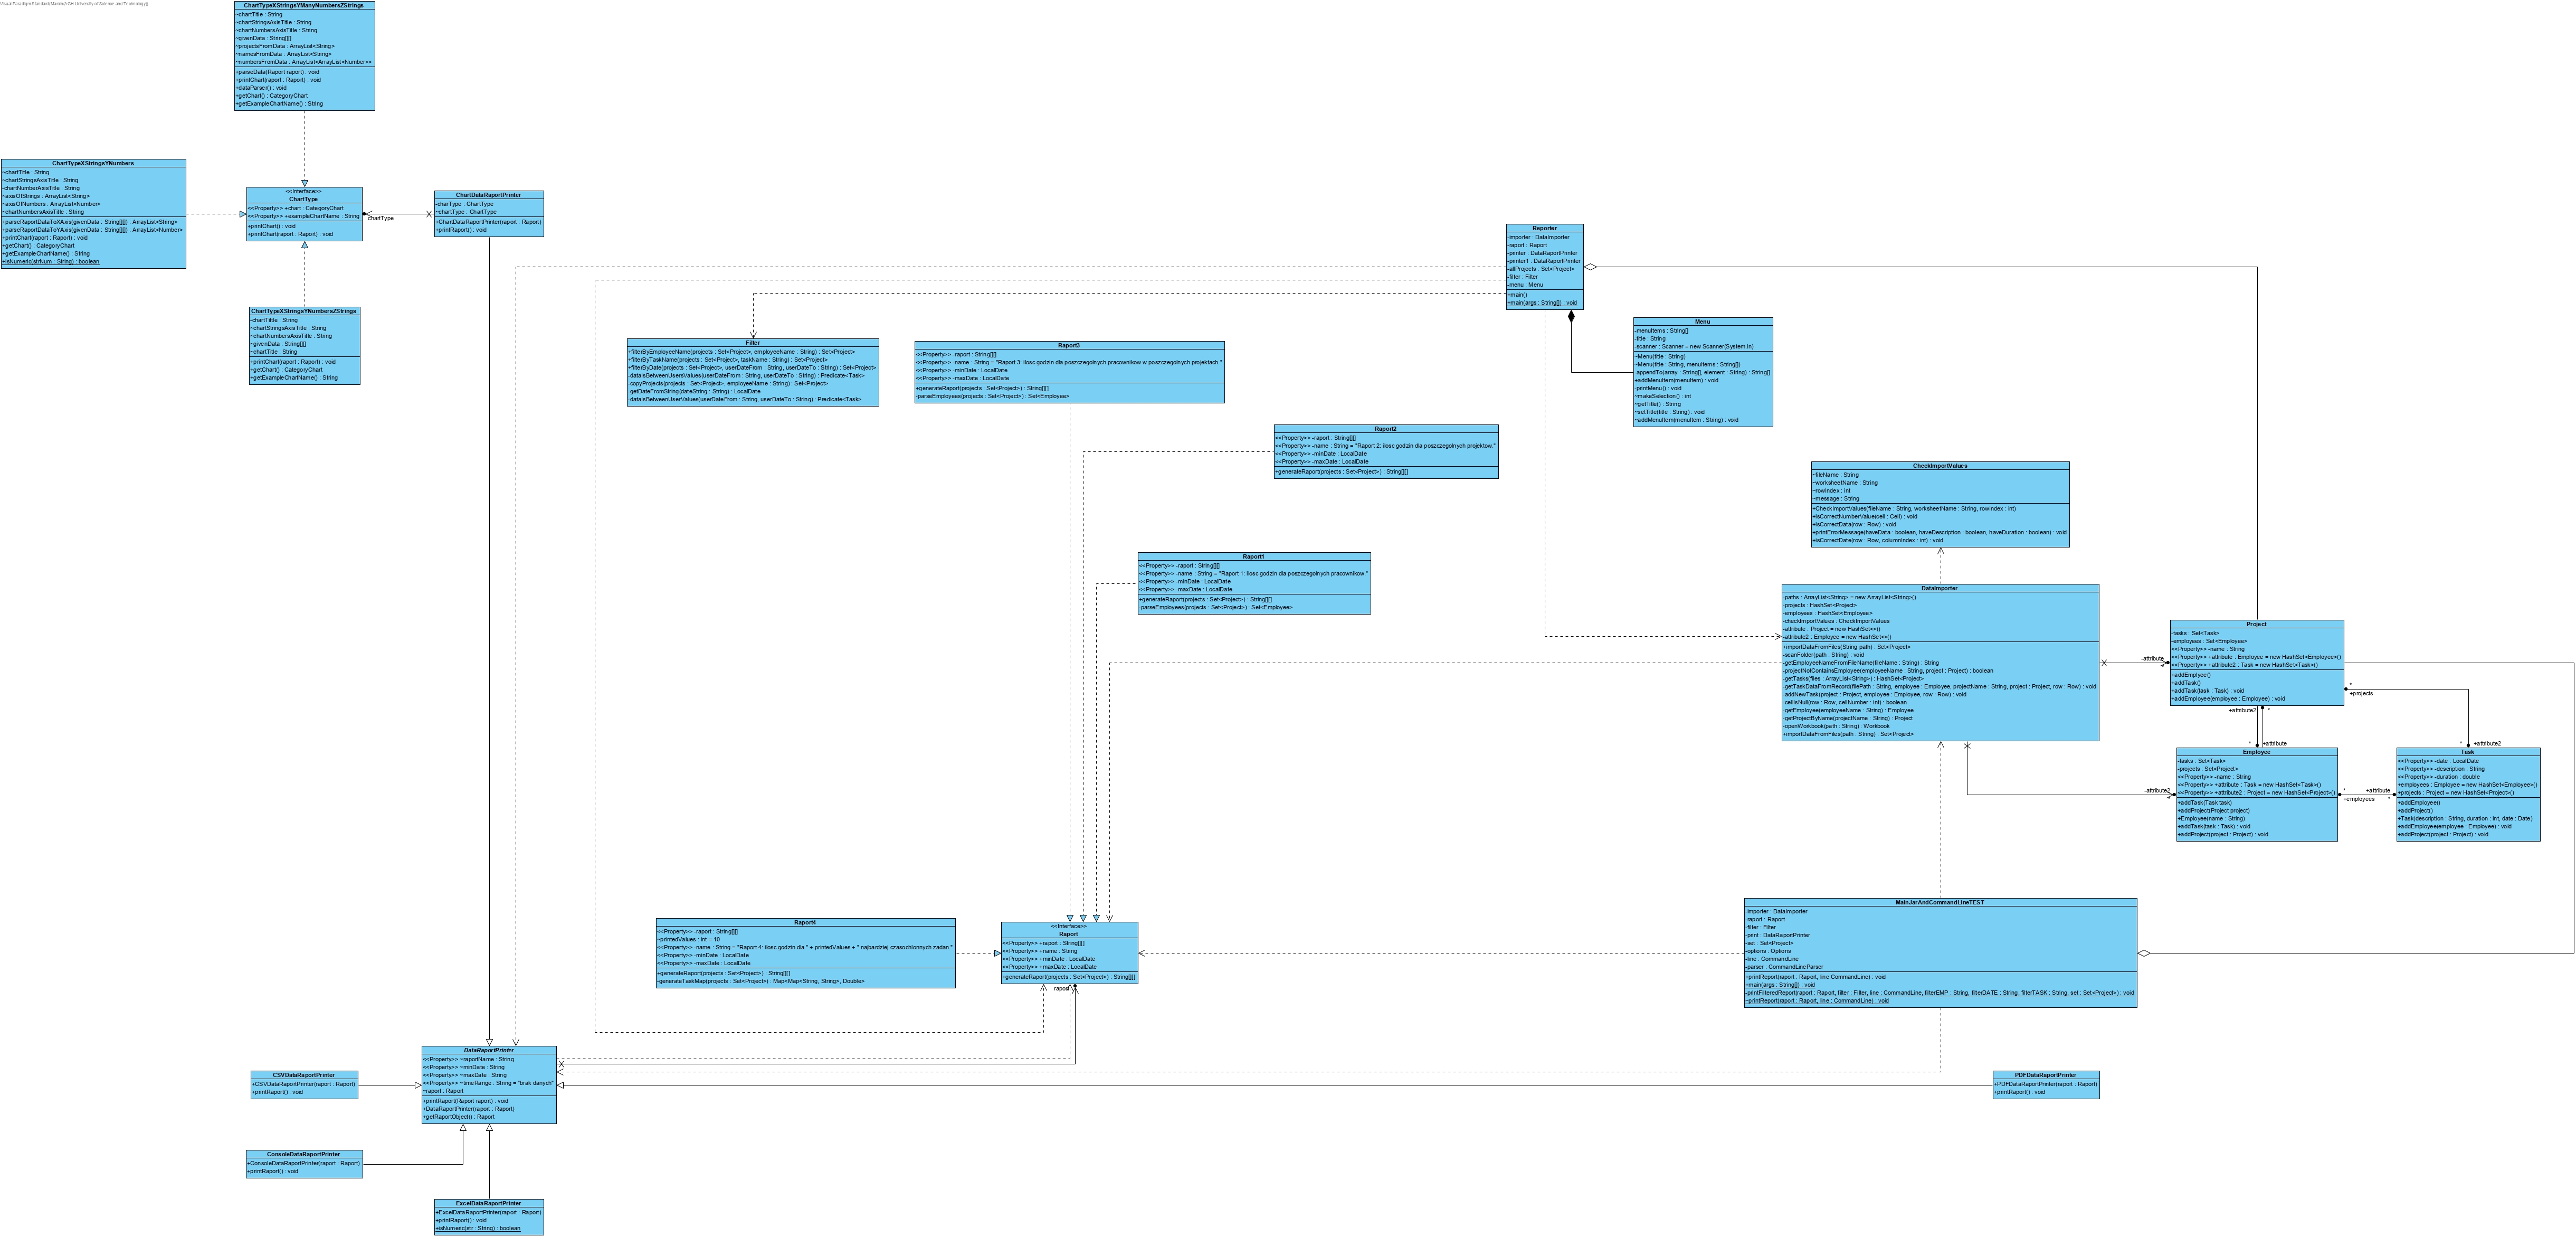 Visual Paradigm Standard(Marcin(AGH University of Science and Technology))
ChartTypeXStringsYManyNumbersZStrings
~chartTitle : String
~chartStringsAxisTitle : String
~chartNumbersAxisTitle : String
~givenData : String[][]
~projectsFromData : ArrayList<String>
~namesFromData : ArrayList<String>
~numbersFromData : ArrayList<ArrayList<Number>>
+parseData(Raport raport) : void
+printChart(raport : Raport) : void
+dataParser() : void
+getChart() : CategoryChart
+getExampleChartName() : String
ChartTypeXStringsYNumbers
~chartTitle : String
~chartStringsAxisTitle : String
-chartNumberAxisTitle : String
~axisOfStrings : ArrayList<String>
~axisOfNumbers : ArrayList<Number>
~chartNumbersAxisTitle : String
+parseRaportDataToXAxis(givenData : String[][]) : ArrayList<String>
+parseRaportDataToYAxis(givenData : String[][]) : ArrayList<Number>
+printChart(raport : Raport) : void
+getChart() : CategoryChart
+getExampleChartName() : String
+isNumeric(strNum : String) : boolean
<<Interface>>
ChartType
<<Property>> +chart : CategoryChart
<<Property>> +exampleChartName : String
+printChart() : void
+printChart(raport : Raport) : void
chartType
ChartDataRaportPrinter
-charType : ChartType
~chartType : ChartType
+ChartDataRaportPrinter(raport : Raport)
+printRaport() : void
ChartTypeXStringsYNumbersZStrings
-chartTittle : String
~chartStringsAxisTitle : String
~chartNumbersAxisTitle : String
~givenData : String[][]
~chartTitle : String
+printChart(raport : Raport) : void
+getChart() : CategoryChart
+getExampleChartName() : String
Reporter
-importer : DataImporter
-raport : Raport
-printer : DataRaportPrinter
-printer1 : DataRaportPrinter
-allProjects : Set<Project>
-filter : Filter
-menu : Menu
+main()
+main(args : String[]) : void
Menu
-menuItems : String[]
-title : String
-scanner : Scanner = new Scanner(System.in)
~Menu(title : String)
~Menu(title : String, menuItems : String[])
-appendTo(array : String[], element : String) : String[]
+addMenuItem(menuItem) : void
-printMenu() : void
~makeSelection() : int
~getTitle() : String
~setTitle(title : String) : void
~addMenuItem(menuItem : String) : void
Filter
+filterByEmployeeName(projects : Set<Project>, employeeName : String) : Set<Project>
+filterByTaskName(projects : Set<Project>, taskName : String) : Set<Project>
+filterByDate(projects : Set<Project>, userDateFrom : String, userDateTo : String) : Set<Project>
-dataIsBetweenUsersValues(userDateFrom : String, userDateTo : String) : Predicate<Task>
-copyProjects(projects : Set<Project>, employeeName : String) : Set<Project>
-getDateFromString(dateString : String) : LocalDate
-dataIsBetweenUserValues(userDateFrom : String, userDateTo : String) : Predicate<Task>
Raport3
<<Property>> -raport : String[][]
<<Property>> -name : String = "Raport 3: ilosc godzin dla poszczegolnych pracownikow w poszczegolnych projektach."
<<Property>> -minDate : LocalDate
<<Property>> -maxDate : LocalDate
+generateRaport(projects : Set<Project>) : String[][]
-parseEmployees(projects : Set<Project>) : Set<Employee>
Raport2
<<Property>> -raport : String[][]
<<Property>> -name : String = "Raport 2: ilosc godzin dla poszczegolnych projektow."
<<Property>> -minDate : LocalDate
<<Property>> -maxDate : LocalDate
+generateRaport(projects : Set<Project>) : String[][]
CheckImportValues
~fileName : String
~worksheetName : String
~rowIndex : int
~message : String
+CheckImportValues(fileName : String, worksheetName : String, rowIndex : int)
+isCorrectNumberValue(cell : Cell) : void
+isCorrectData(row : Row) : void
+printErrorMessage(haveData : boolean, haveDescription : boolean, haveDuration : boolean) : void
+isCorrectDate(row : Row, columnIndex : int) : void
Raport1
<<Property>> -raport : String[][]
<<Property>> -name : String = "Raport 1: ilosc godzin dla poszczegolnych pracownikow."
<<Property>> -minDate : LocalDate
<<Property>> -maxDate : LocalDate
+generateRaport(projects : Set<Project>) : String[][]
-parseEmployees(projects : Set<Project>) : Set<Employee>
DataImporter
-paths : ArrayList<String> = new ArrayList<String>()
-projects : HashSet<Project>
-employees : HashSet<Employee>
-checkImportValues : CheckImportValues
-attribute : Project = new HashSet<>()
-attribute2 : Employee = new HashSet<>()
+importDataFromFiles(String path) : Set<Project>
-scanFolder(path : String) : void
-getEmployeeNameFromFileName(fileName : String) : String
-projectNotContainsEmployee(employeeName : String, project : Project) : boolean
-getTasks(files : ArrayList<String>) : HashSet<Project>
-getTaskDataFromRecord(filePath : String, employee : Employee, projectName : String, project : Project, row : Row) : void
-addNewTask(project : Project, employee : Employee, row : Row) : void
-cellIsNull(row : Row, cellNumber : int) : boolean
-getEmployee(employeeName : String) : Employee
-getProjectByName(projectName : String) : Project
-openWorkbook(path : String) : Workbook
+importDataFromFiles(path : String) : Set<Project>
-attribute
*
Project
-tasks : Set<Task>
-employees : Set<Employee>
<<Property>> -name : String
<<Property>> +attribute : Employee = new HashSet<Employee>()
<<Property>> +attribute2 : Task = new HashSet<Task>()
+addEmplyee()
+addTask()
+addTask(task : Task) : void
+addEmployee(employee : Employee) : void
*
+projects
+attribute2
*
*
+attribute
*
+attribute2
Employee
-tasks : Set<Task>
-projects : Set<Project>
<<Property>> -name : String
<<Property>> +attribute : Task = new HashSet<Task>()
<<Property>> +attribute2 : Project = new HashSet<Project>()
+addTask(Task task)
+addProject(Project project)
+Employee(name : String)
+addTask(task : Task) : void
+addProject(project : Project) : void
-attribute2
*
*
+employees
+attribute
*
Task
<<Property>> -date : LocalDate
<<Property>> -description : String
<<Property>> -duration : double
+employees : Employee = new HashSet<Employee>()
+projects : Project = new HashSet<Project>()
+addEmployee()
+addProject()
+Task(description : String, duration : int, date : Date)
+addEmployee(employee : Employee) : void
+addProject(project : Project) : void
MainJarAndCommandLineTEST
-importer : DataImporter
-raport : Raport
-filter : Filter
-print : DataRaportPrinter
-set : Set<Project>
-options : Options
-line : CommandLine
-parser : CommandLineParser
+printReport(raport : Raport, line CommandLine) : void
+main(args : String[]) : void
-printFilteredReport(raport : Raport, filter : Filter, line : CommandLine, filterEMP : String, filterDATE : String, filterTASK : String, set : Set<Project>) : void
~printReport(raport : Raport, line : CommandLine) : void
Raport4
<<Property>> -raport : String[][]
~printedValues : int = 10
<<Property>> -name : String = "Raport 4: ilosc godzin dla " + printedValues + " najbardziej czasochlonnych zadan."
<<Property>> -minDate : LocalDate
<<Property>> -maxDate : LocalDate
+generateRaport(projects : Set<Project>) : String[][]
-generateTaskMap(projects : Set<Project>) : Map<Map<String, String>, Double>
<<Interface>>
Raport
<<Property>> +raport : String[][]
<<Property>> +name : String
<<Property>> +minDate : LocalDate
<<Property>> +maxDate : LocalDate
+generateRaport(projects : Set<Project>) : String[][]
raport
DataRaportPrinter
<<Property>> ~raportName : String
<<Property>> ~minDate : String
<<Property>> ~maxDate : String
<<Property>> ~timeRange : String = "brak danych"
~raport : Raport
+printRaport(Raport raport) : void
+DataRaportPrinter(raport : Raport)
+getRaportObject() : Raport
CSVDataRaportPrinter
+CSVDataRaportPrinter(raport : Raport)
+printRaport() : void
PDFDataRaportPrinter
+PDFDataRaportPrinter(raport : Raport)
+printRaport() : void
ConsoleDataRaportPrinter
+ConsoleDataRaportPrinter(raport : Raport)
+printRaport() : void
ExcelDataRaportPrinter
+ExcelDataRaportPrinter(raport : Raport)
+printRaport() : void
+isNumeric(str : String) : boolean